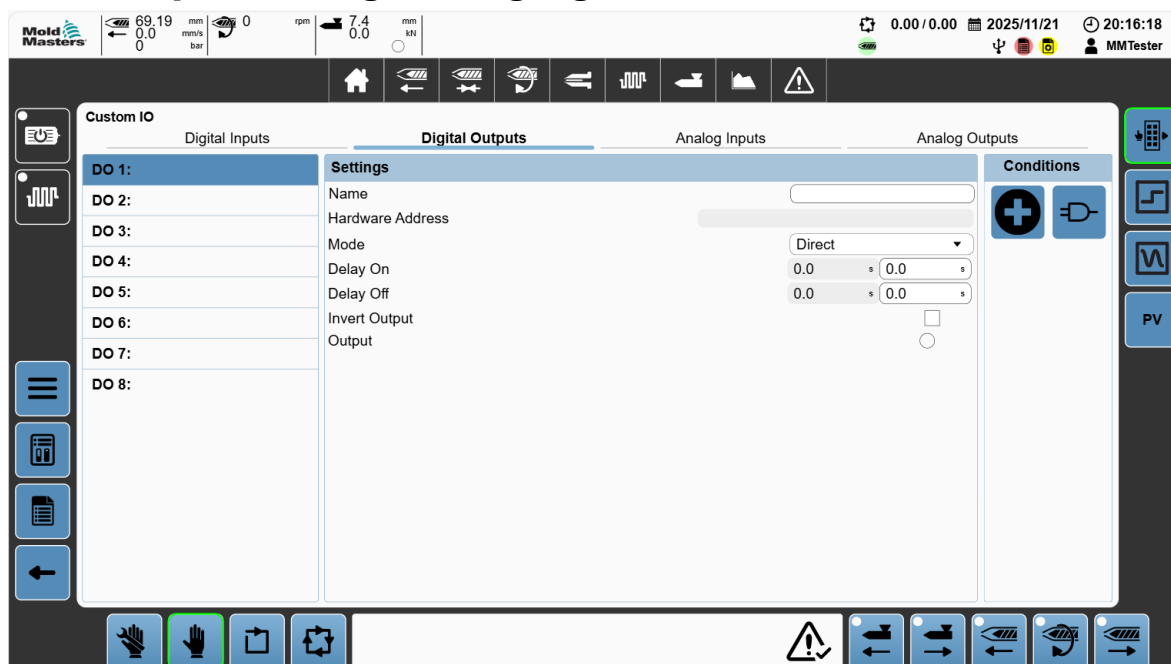 Mold
Masters
69.19 mm
0.0 mm/s
0 bar
0 rpm
7.4 mm
0.0 kN
0.00 / 0.00
2025/11/21
20:16:18
MMTester
Custom IO
Digital Inputs
Digital Outputs
Analog Inputs
Analog Outputs
DO 1:
DO 2:
DO 3:
DO 4:
DO 5:
DO 6:
DO 7:
DO 8:
Settings
Name
Hardware Address
Mode Direct
Delay On 0.0 s 0.0 s
Delay Off 0.0 s 0.0 s
Invert Output
Output
Conditions
PV